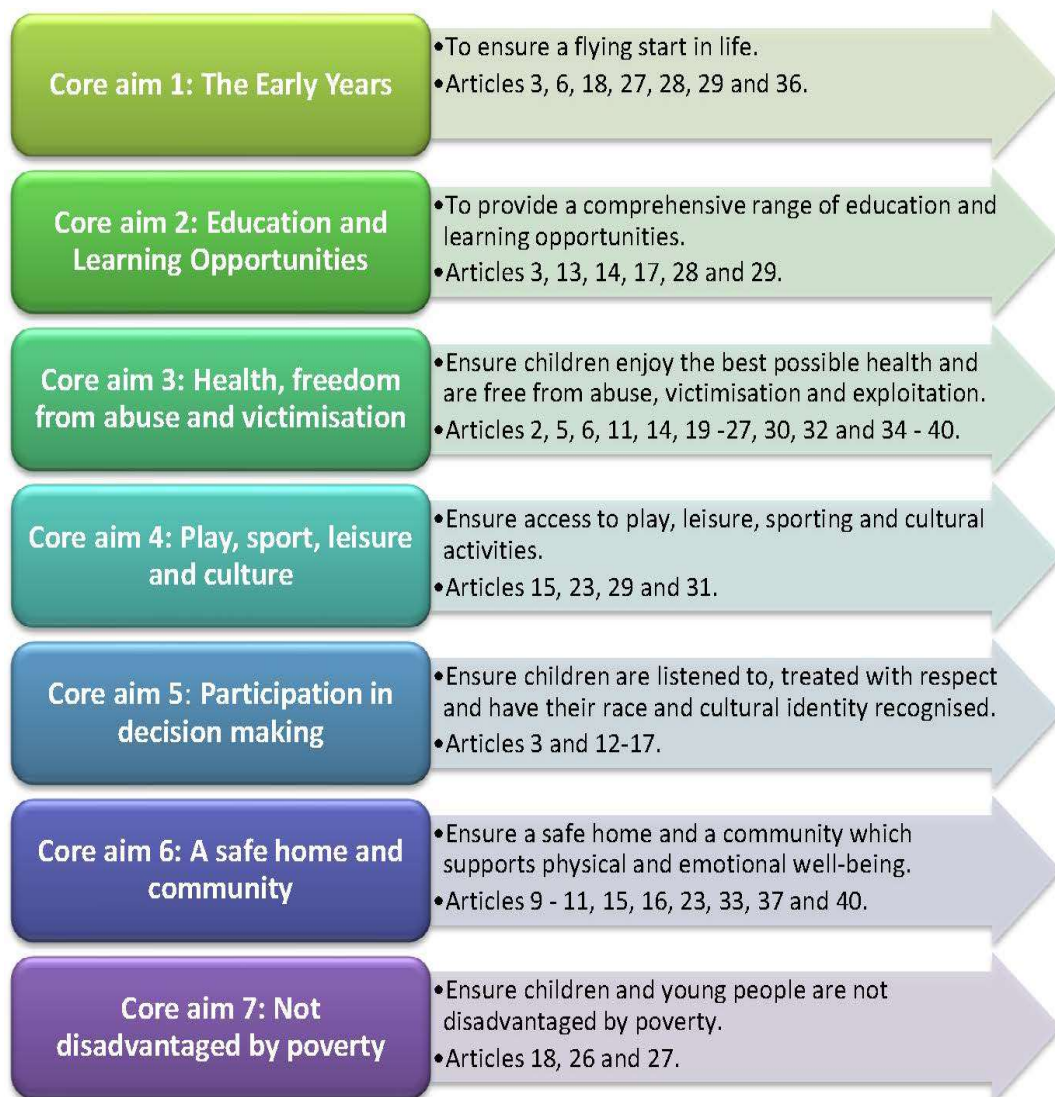 Core aim 1: The Early Years
•To ensure a flying start in life.
•Articles 3, 6, 18, 27, 28, 29 and 36.
Core aim 2: Education and
Learning Opportunities
•To provide a comprehensive range of education and
learning opportunities.
•Articles 3, 13, 14, 17, 28 and 29.
Core aim 3: Health, freedom
from abuse and victimisation
•Ensure children enjoy the best possible health and
are free from abuse, victimisation and exploitation.
•Articles 2, 5, 6, 11, 14, 19 -27, 30, 32 and 34 - 40.
Core aim 4: Play, sport, leisure
and culture
•Ensure access to play, leisure, sporting and cultural
activities.
•Articles 15, 23, 29 and 31.
Core aim 5: Participation in
decision making
•Ensure children are listened to, treated with respect
and have their race and cultural identity recognised.
•Articles 3 and 12-17.
Core aim 6: A safe home and
community
•Ensure a safe home and a community which
supports physical and emotional well-being.
•Articles 9 - 11, 15, 16, 23, 33, 37 and 40.
Core aim 7: Not
disadvantaged by poverty
•Ensure children and young people are not
disadvantaged by poverty.
•Articles 18, 26 and 27.